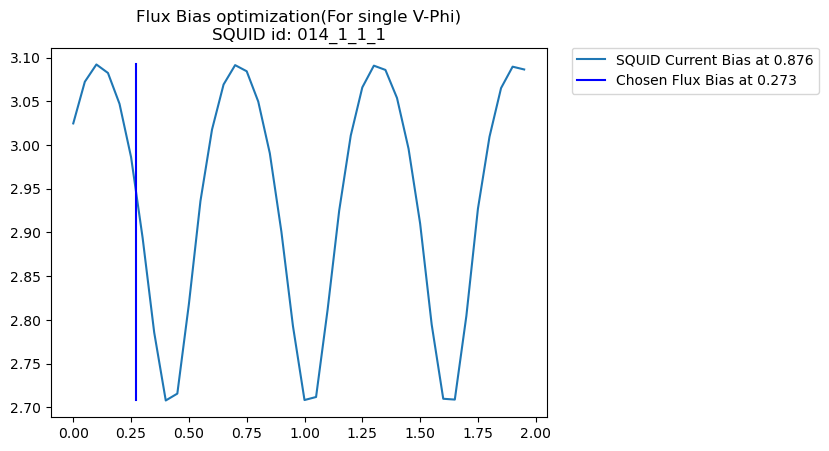 Flux Bias optimization(For single V-Phi)
SQUID id: 014_1_1_1
SQUID Current Bias at 0.876
Chosen Flux Bias at 0.273
3.10
3.05
3.00
2.95
2.90
2.85
2.80
2.75
2.70
0.00 0.25 0.50 0.75 1.00 1.25 1.50 1.75 2.00